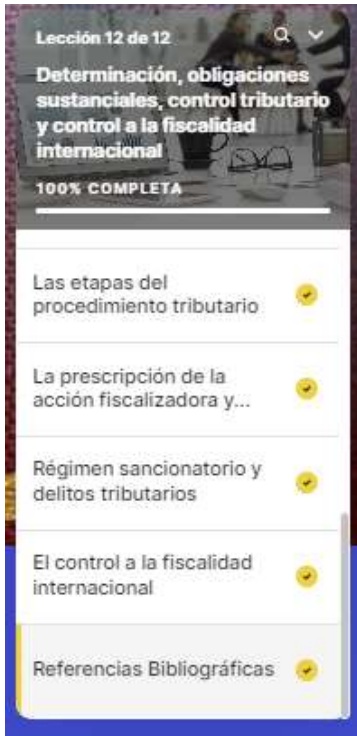 Lección 12 de 12
Determinación, obligaciones
sustanciales, control tributario
y control a la fiscalidad
internacional
100% COMPLETA
Las etapas del
procedimiento tributario
La prescripción de la
acción fiscalizadora y...
Régimen sancionatorio y
delitos tributarios
El control a la fiscalidad
internacional
Referencias Bibliográficas